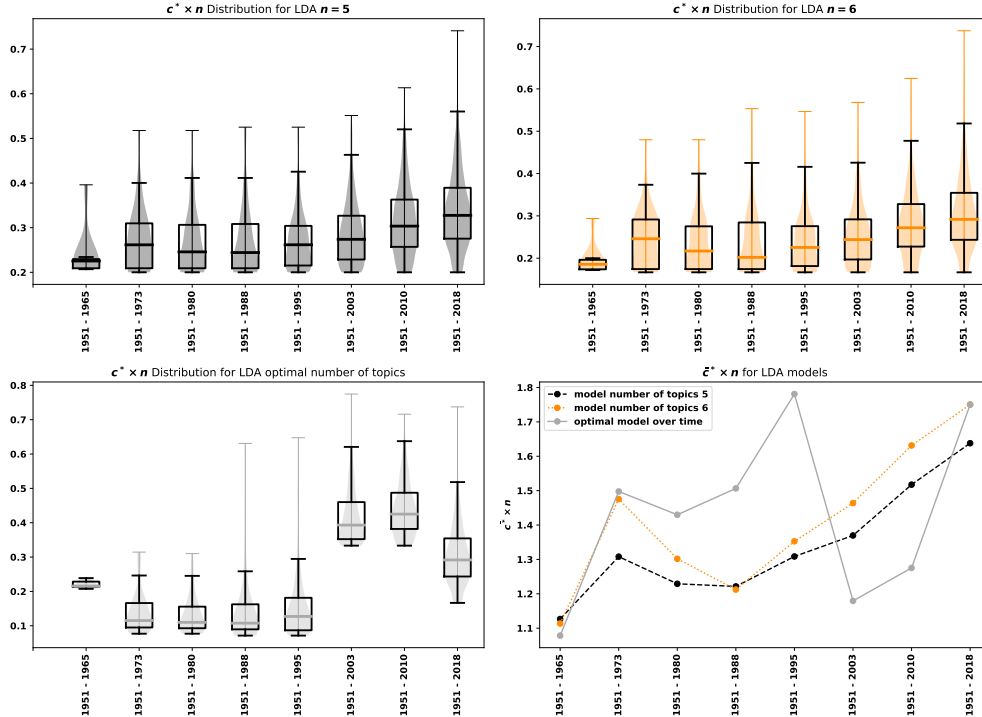 c* × n Distribution for LDA n = 5
0.7
0.6
0.5
0.4
0.3
0.2
1951 - 1965
1951 - 1973
1951 - 1980
1951 - 1988
1951 - 1995
1951 - 2003
1951 - 2010
1951 - 2018
c* × n Distribution for LDA n = 6
0.7
0.6
0.5
0.4
0.3
0.2
1951 - 1965
1951 - 1973
1951 - 1980
1951 - 1988
1951 - 1995
1951 - 2003
1951 - 2010
1951 - 2018
c* × n Distribution for LDA optimal number of topics
0.8
0.7
0.6
0.5
0.4
0.3
0.2
0.1
1951 - 1965
1951 - 1973
1951 - 1980
1951 - 1988
1951 - 1995
1951 - 2003
1951 - 2010
1951 - 2018
c̄* × n for LDA models
model number of topics 5
model number of topics 6
optimal model over time
c̄* × n
1.8
1.7
1.6
1.5
1.4
1.3
1.2
1.1
1951 - 1965
1951 - 1973
1951 - 1980
1951 - 1988
1951 - 1995
1951 - 2003
1951 - 2010
1951 - 2018